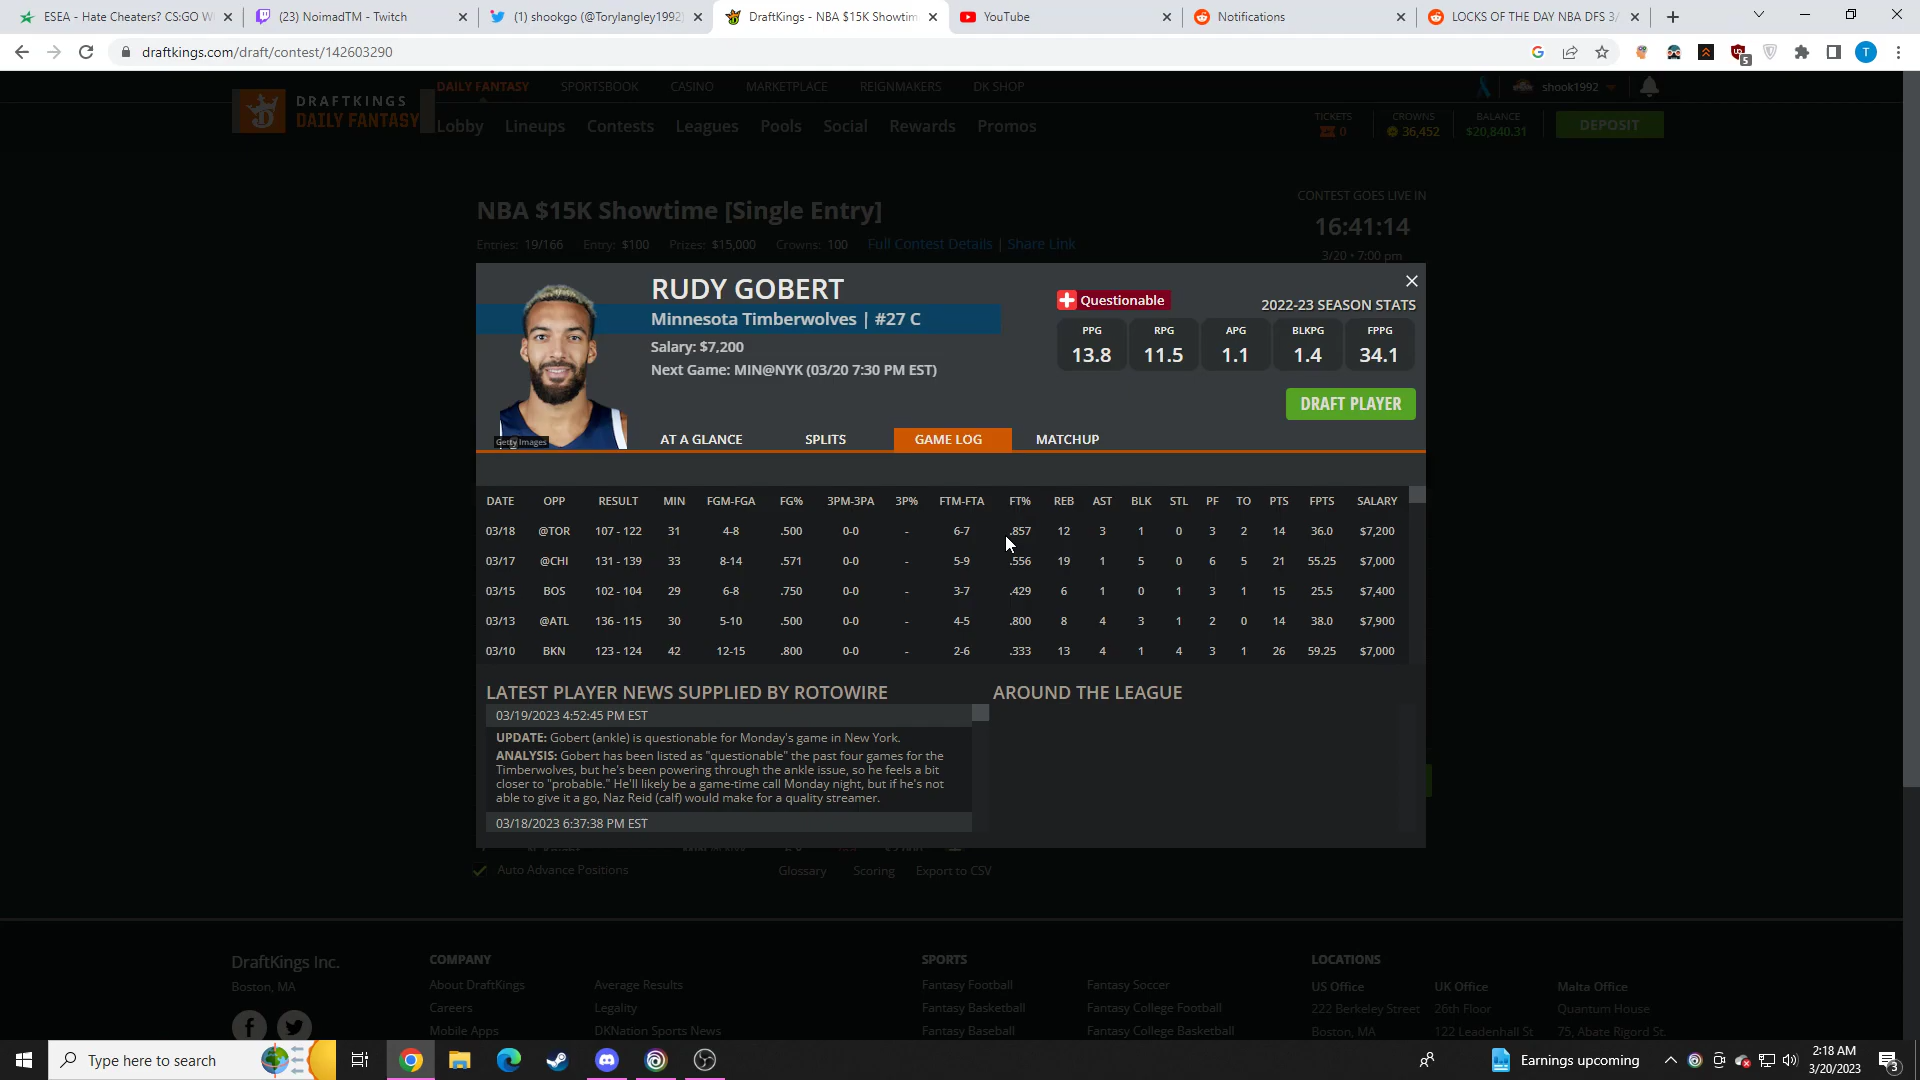 ESEA - Hate Cheaters? CS:GO W
(23) NoimadTM - Twitch
(1) shookgo (@Torylangley1992)
DraftKings - NBA $15K Showtim
YouTube
Notifications
LOCKS OF THE DAY NBA DFS 3/
draftkings.com/draft/contest/142603290
5
T
DRAFTKINGS
DAILY FANTASY
DAILY FANTASY SPORTSBOOK CASINO MARKETPLACE REIGNMAKERS DK SHOP
shook1992
Lobby Lineups Contests Leagues Pools Social Rewards Promos
TICKETS
0
CROWNS
36,452
BALANCE
$20,840.31
DEPOSIT
NBA $15K Showtime [Single Entry]
Entries: 19/166 Entry: $100 Prizes: $15,000 Crowns: 100 Full Contest Details | Share Link
CONTEST GOES LIVE IN
16:41:14
3/20 • 7:00 pm
RUDY GOBERT
Minnesota Timberwolves | #27 C
Salary: $7,200
Next Game: MIN@NYK (03/20 7:30 PM EST)
Getty Images
Questionable
2022-23 SEASON STATS
PPG RPG APG BLKPG FPPG
13.8 11.5 1.1 1.4 34.1
DRAFT PLAYER
AT A GLANCE SPLITS GAME LOG MATCHUP
DATE OPP RESULT MIN FGM-FGA FG% 3PM-3PA 3P% FTM-FTA FT% REB AST BLK STL PF TO PTS FPTS SALARY
03/18 @TOR 107 - 122 31 4-8 .500 0-0 - 6-7 .857 12 3 1 0 3 2 14 36.0 $7,200
03/17 @CHI 131 - 139 33 8-14 .571 0-0 - 5-9 .556 19 1 5 0 6 5 21 55.25 $7,000
03/15 BOS 102 - 104 29 6-8 .750 0-0 - 3-7 .429 6 1 0 1 3 1 15 25.5 $7,400
03/13 @ATL 136 - 115 30 5-10 .500 0-0 - 4-5 .800 8 4 3 1 2 0 14 38.0 $7,900
03/10 BKN 123 - 124 42 12-15 .800 0-0 - 2-6 .333 13 4 1 4 3 1 26 59.25 $7,000
LATEST PLAYER NEWS SUPPLIED BY ROTOWIRE
03/19/2023 4:52:45 PM EST
UPDATE: Gobert (ankle) is questionable for Monday's game in New York.
ANALYSIS: Gobert has been listed as "questionable" the past four games for the
Timberwolves, but he's been powering through the ankle issue, so he feels a bit
closer to "probable." He'll likely be a game-time call Monday night, but if he's not
able to give it a go, Naz Reid (calf) would make for a quality streamer.
03/18/2023 6:37:38 PM EST
AROUND THE LEAGUE
Auto Advance Positions
Glossary Scoring Export to CSV
DraftKings Inc.
Boston, MA
COMPANY
About DraftKings
Careers
Mobile Apps
Average Results
Legality
DKNation Sports News
SPORTS
Fantasy Football
Fantasy Basketball
Fantasy Baseball
Fantasy Soccer
Fantasy College Football
Fantasy College Basketball
LOCATIONS
US Office
222 Berkeley Street
Boston, MA
UK Office
26th Floor
122 Leadenhall St
Malta Office
Quantum House
75, Abate Rigord St.
Type here to search
Earnings upcoming
2:18 AM
3/20/2023
3